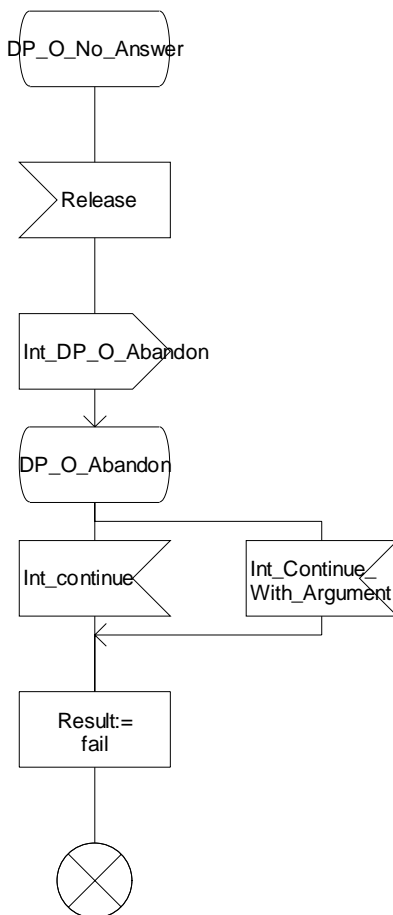 DP_O_No_Answer
Release
Int_DP_O_Abandon
DP_O_Abandon
Int_continue
Int_Continue_
With_Argument
Result:=
fail